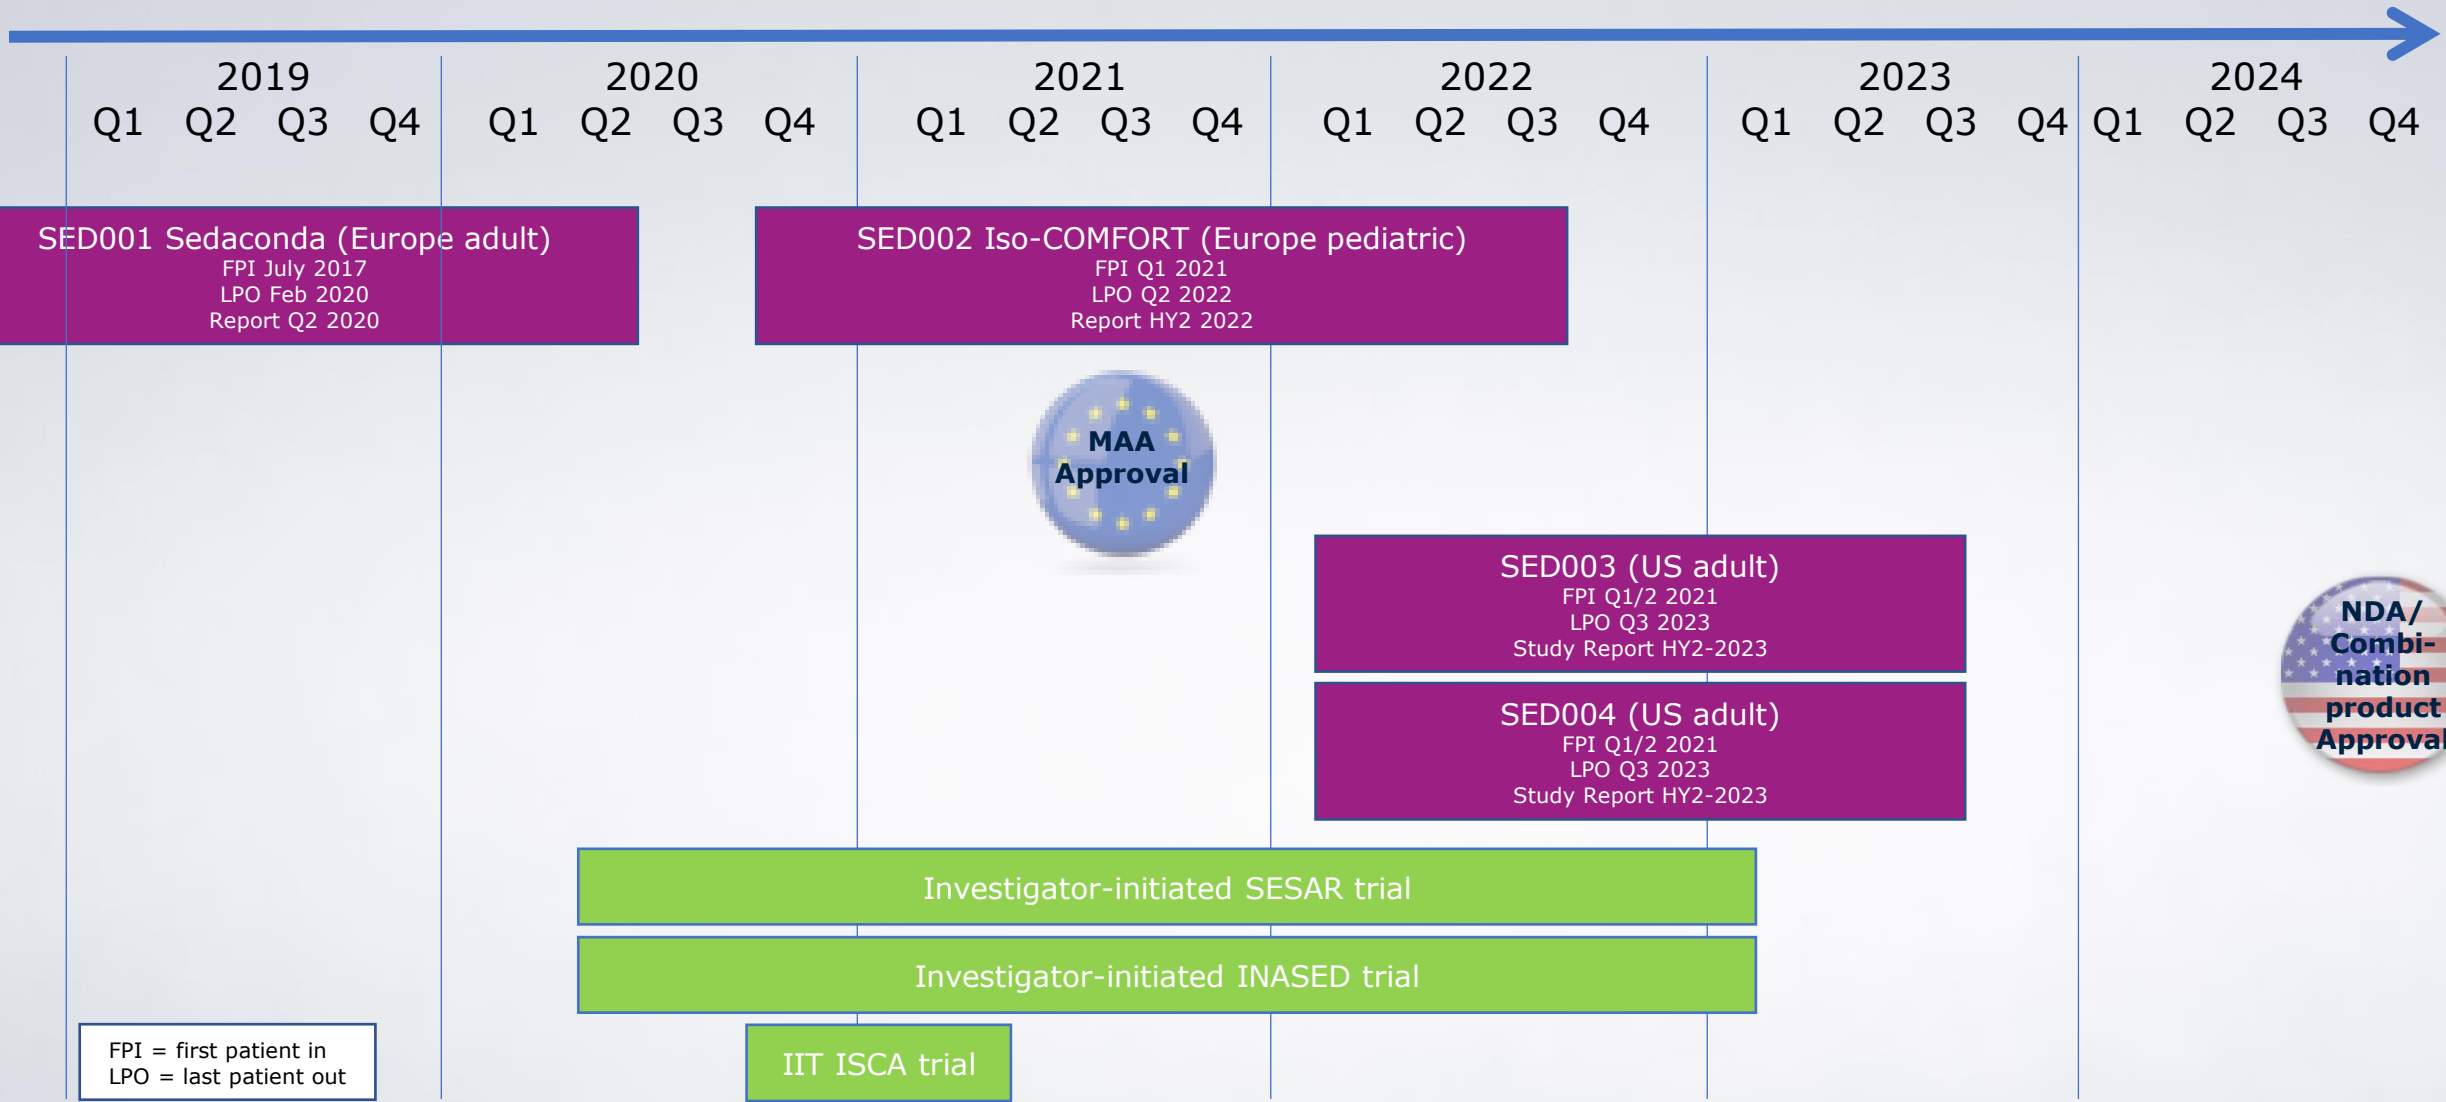 2019
2020
2021
2022
2023
2024
Q1 Q2 Q3 Q4 Q1 Q2 Q3 Q4 Q1 Q2 Q3 Q4 Q1 Q2 Q3 Q4 Q1 Q2 Q3 Q4 Q1 Q2 Q3 Q4
SED001 Sedaconda (Europe adult)
FPI July 2017
LPO Feb 2020
Report Q2 2020
SED002 Iso-COMFORT (Europe pediatric)
FPI Q1 2021
LPO Q2 2022
Report HY2 2022
MAA
Approval
SED003 (US adult)
FPI Q1/2 2021
LPO Q3 2023
Study Report HY2-2023
NDA/
Combi-
nation
product
Approval
SED004 (US adult)
FPI Q1/2 2021
LPO Q3 2023
Study Report HY2-2023
Investigator-initiated SESAR trial
Investigator-initiated INASED trial
IIT ISCA trial
FPI = first patient in
LPO = last patient out